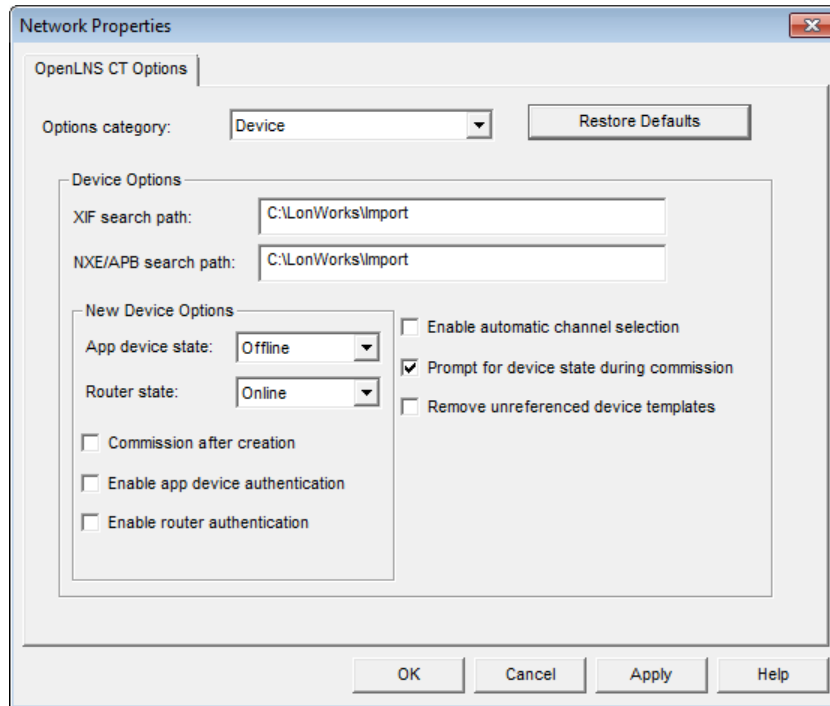 Network Properties
OpenLNS CT Options
Options category:
Device
Restore Defaults
Device Options
XIF search path:
C:\LonWorks\Import
NXE/APB search path:
C:\LonWorks\Import
New Device Options
App device state:
Offline
Router state:
Online
Commission after creation
Enable app device authentication
Enable router authentication
Enable automatic channel selection
Prompt for device state during commission
Remove unreferenced device templates
OK
Cancel
Apply
Help